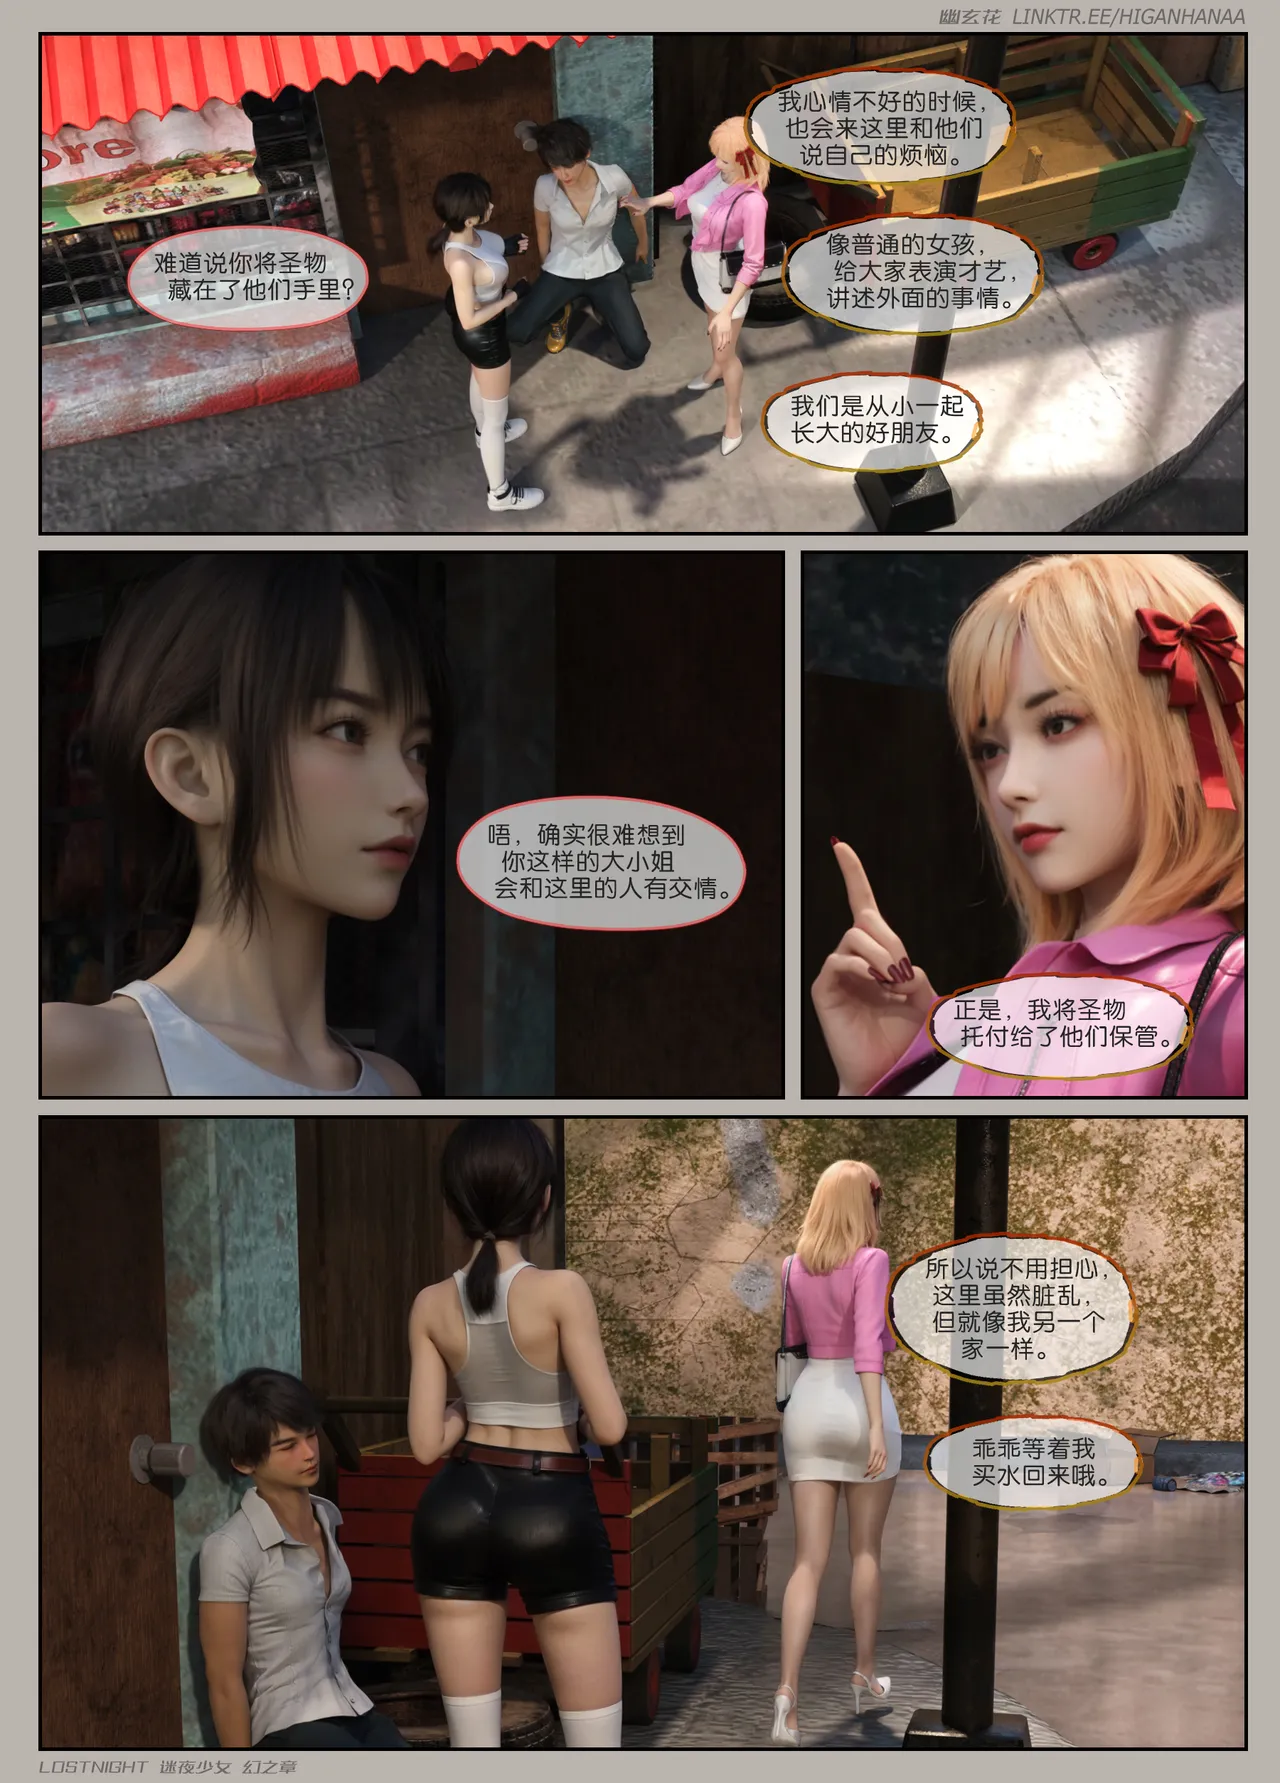 幽玄花 LINKTR.EE/HIGANHANAA
我心情不好的时候，
也会来这里和他们
说自己的烦恼。
ore
难道说你将圣物
藏在了他们手里？
像普通的女孩，
给大家表演才艺，
讲述外面的事情。
我们是从小一起
长大的好朋友。
唔，确实很难想到
你这样的大小姐
会和这里的人有交情。
正是，我将圣物
托付给了他们保管。
所以说不用担心，
这里虽然脏乱，
但就像我另一个
家一样。
乖乖等着我
买水回来哦。
LOSTNIGHT 迷夜少女 幻之章